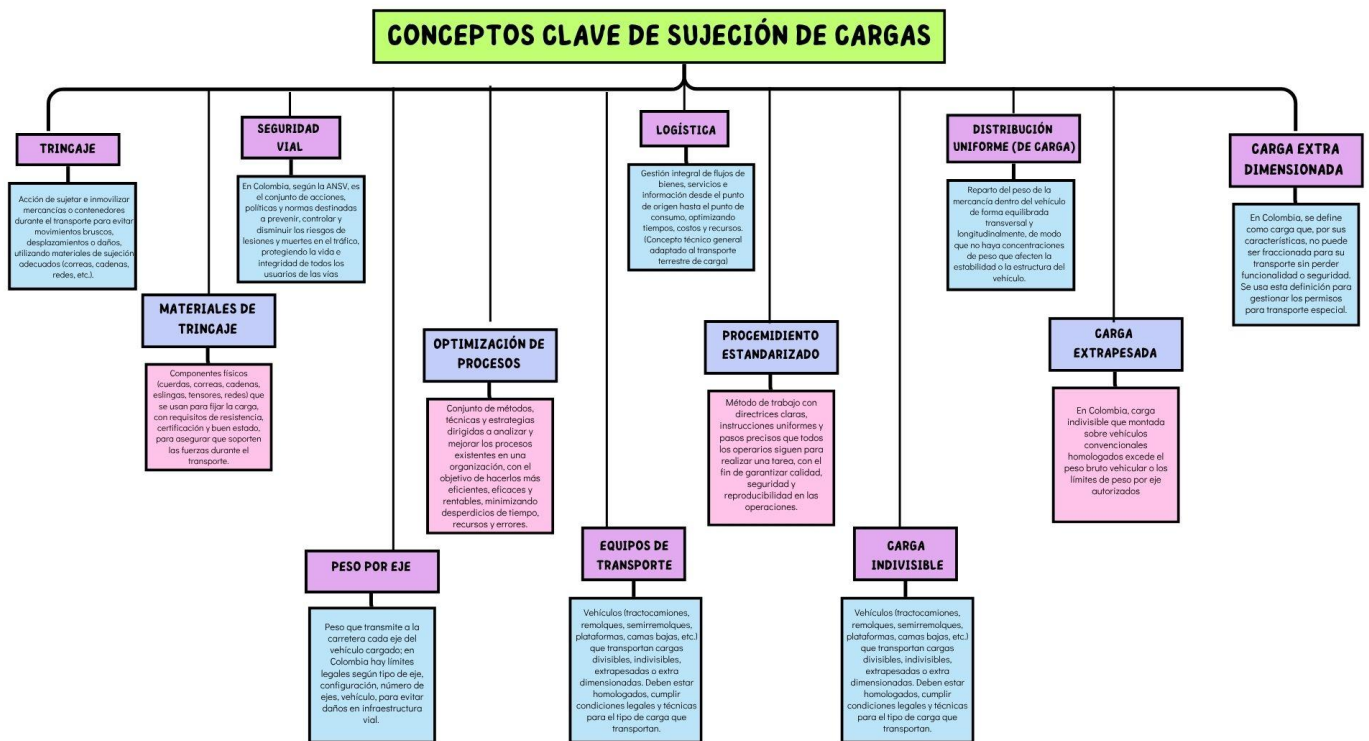 CONCEPTOS CLAVE DE SUJECIÓN DE CARGAS
TRINCAJE
Acción de sujetar e inmovilizar
mercancías o contenedores
durante el transporte para evitar
movimientos bruscos,
desplazamientos o daños,
utilizando materiales de sujeción
adecuados (correas, cadenas,
redes, etc.).
MATERIALES DE
TRINCAJE
Componentes físicos
(cuerdas, correas, cadenas,
eslingas, tensores, redes) que
se usan para fijar la carga,
con requisitos de resistencia,
certificación y buen estado,
para asegurar que soporten
las fuerzas durante el
transporte.
SEGURIDAD
VIAL
En Colombia, según la ANSV, es
el conjunto de acciones,
políticas y normas destinadas
a prevenir, controlar y
disminuir los riesgos de
lesiones y muertes en el tráfico,
protegiendo la vida e
integridad de todos los
usuarios de las vías
PESO POR EJE
Peso que transmite a la
carretera cada eje del
vehículo cargado; en
Colombia hay límites
legales según tipo de eje,
configuración, número de
ejes, vehículo, para evitar
daños en infraestructura
vial.
OPTIMIZACIÓN DE
PROCESOS
Conjunto de métodos,
técnicas y estrategias
dirigidas a analizar y
mejorar los procesos
existentes en una
organización, con el
objetivo de hacerlos más
eficientes, eficaces y
rentables, minimizando
desperdicios de tiempo,
recursos y errores.
EQUIPOS DE
TRANSPORTE
Vehículos (tractocamiones,
remolques, semirremolques,
plataformas, camas bajas, etc.)
que transportan cargas
divisibles, indivisibles,
extrapesadas o extra
dimensionadas. Deben estar
homologados, cumplir
condiciones legales y técnicas
para el tipo de carga que
transportan.
LOGÍSTICA
Gestión integral de flujos de
bienes, servicios e
información desde el punto
de origen hasta el punto de
consumo, optimizando
tiempos, costos y recursos.
(Concepto técnico general
adaptado al transporte
terrestre de carga)
PROCEMIDIENTO
ESTANDARIZADO
Método de trabajo con
directrices claras,
instrucciones uniformes y
pasos precisos que todos
los operarios siguen para
realizar una tarea, con el
fin de garantizar calidad,
seguridad y
reproducibilidad en las
operaciones.
CARGA
INDIVISIBLE
Vehículos (tractocamiones,
remolques, semirremolques,
plataformas, camas bajas, etc.)
que transportan cargas
divisibles, indivisibles,
extrapesadas o extra
dimensionadas. Deben estar
homologados, cumplir
condiciones legales y técnicas
para el tipo de carga que
transportan.
DISTRIBUCIÓN
UNIFORME (DE CARGA)
Reparto del peso de la
mercancía dentro del vehículo
de forma equilibrada
transversal y
longitudinalmente, de modo
que no haya concentraciones
de peso que afecten la
estabilidad o la estructura del
vehículo.
CARGA
EXTRAPESADA
En Colombia, carga
indivisible que montada
sobre vehículos
convencionales
homologados excede el
peso bruto vehicular o los
límites de peso por eje
autorizados
CARGA EXTRA
DIMENSIONADA
En Colombia, se define
como carga que, por sus
características, no puede
ser fraccionada para su
transporte sin perder
funcionalidad o seguridad.
Se usa esta definición para
gestionar los permisos
para transporte especial.